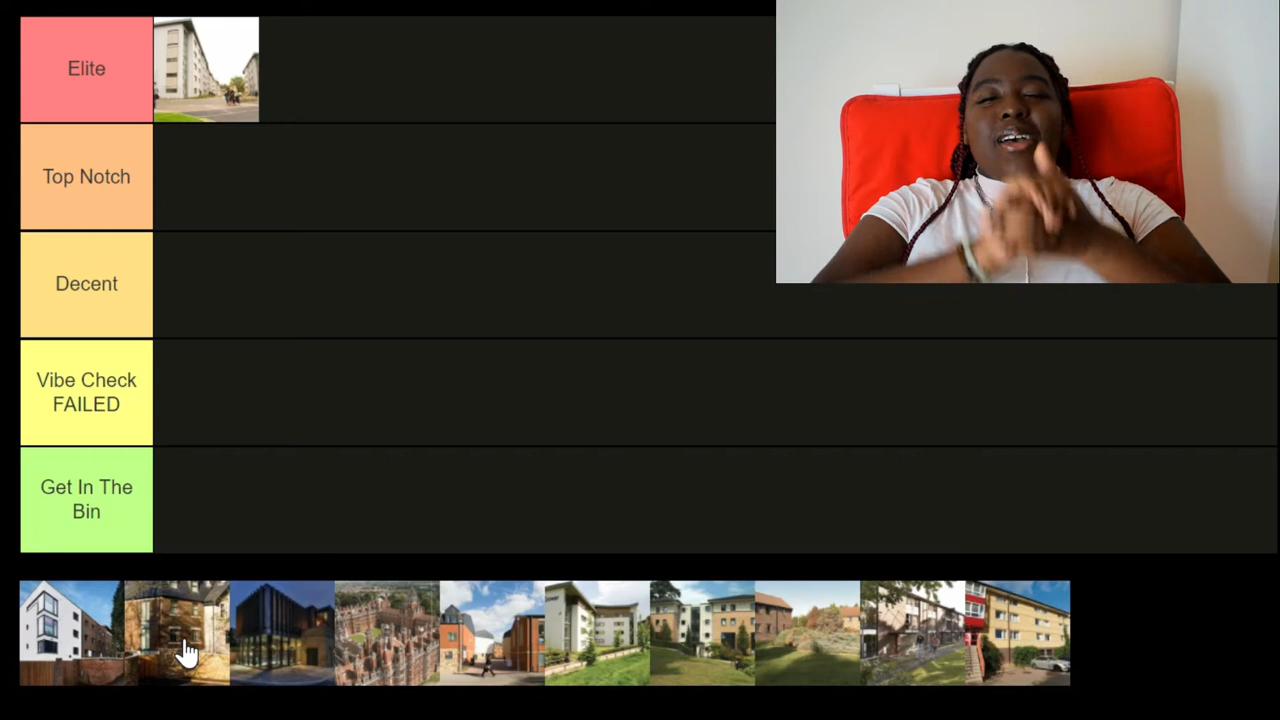 Elite
Top Notch
Decent
Vibe Check
FAILED
Get In The
Bin